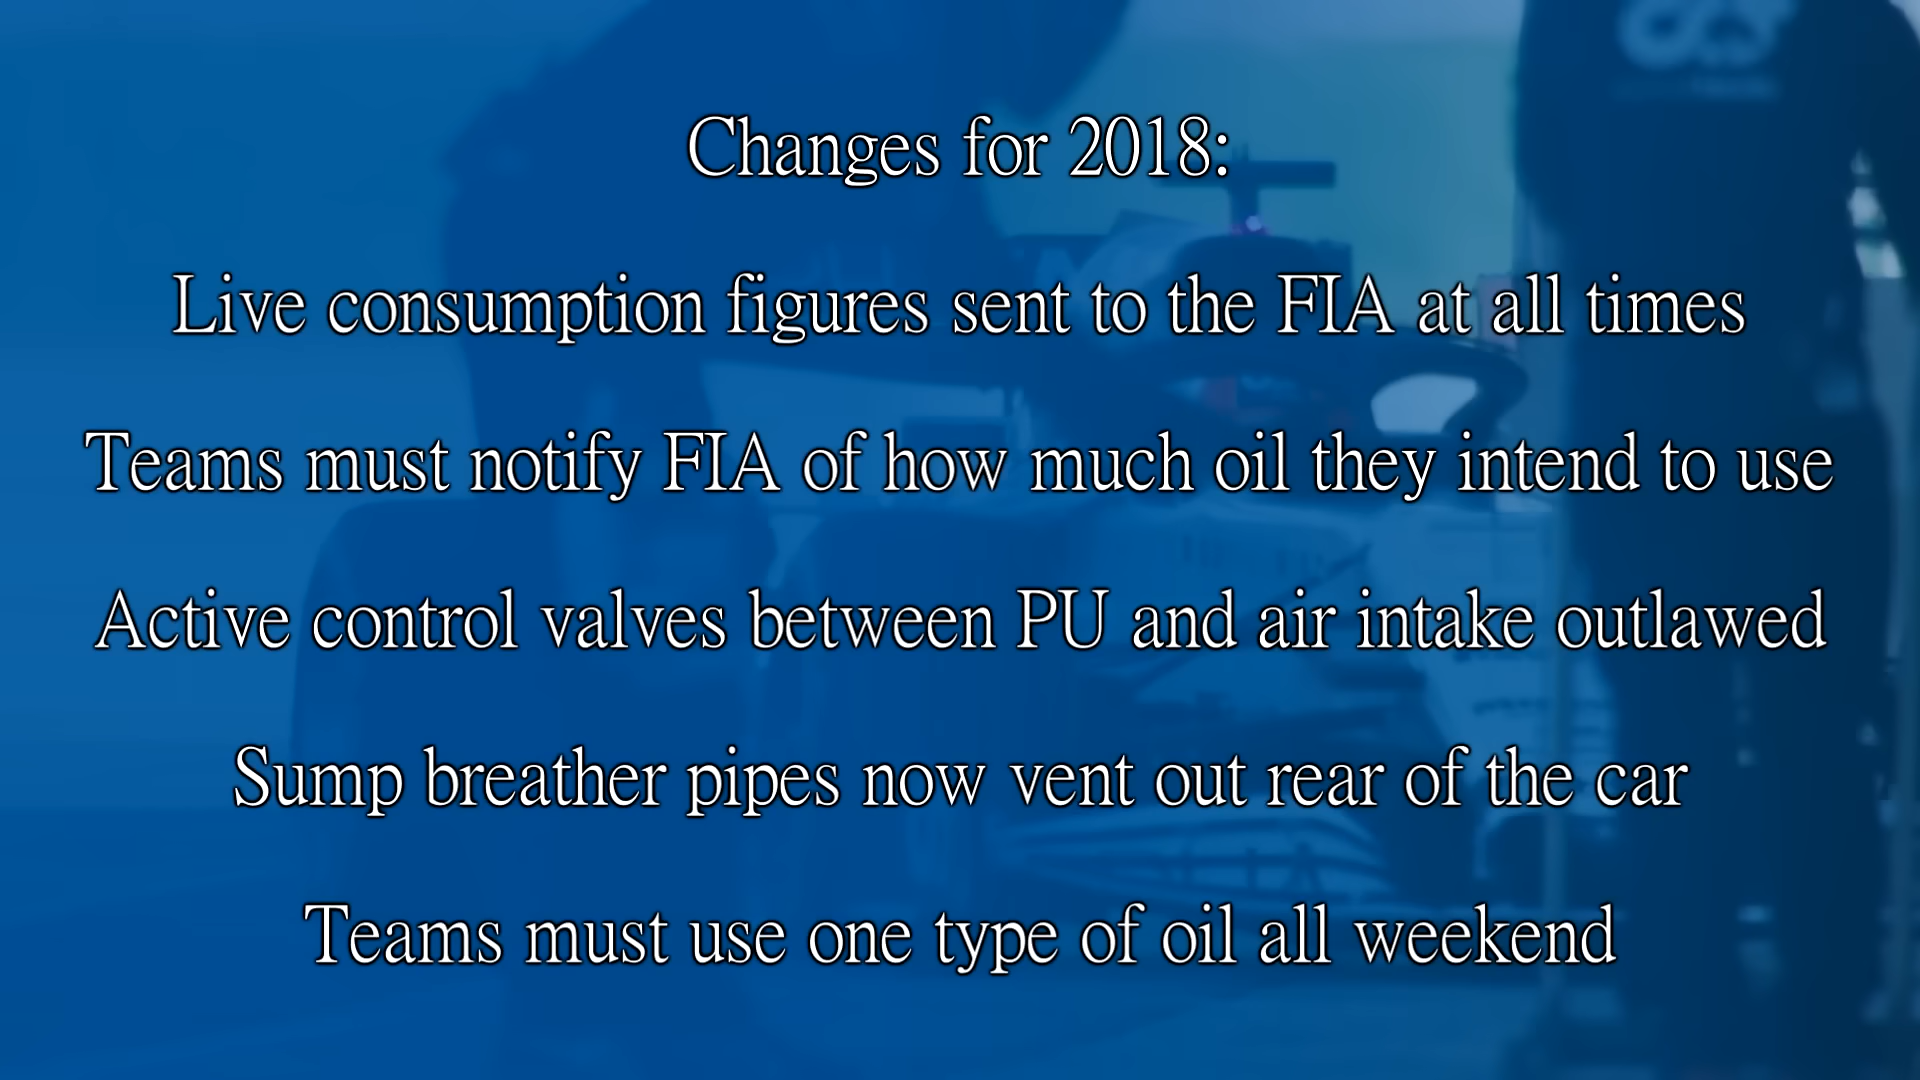 Changes for 2018:
Live consumption figures sent to the FIA at all times
Teams must notify FIA of how much oil they intend to use
Active control valves between PU and air intake outlawed
Sump breather pipes now vent out rear of the car
Teams must use one type of oil all weekend